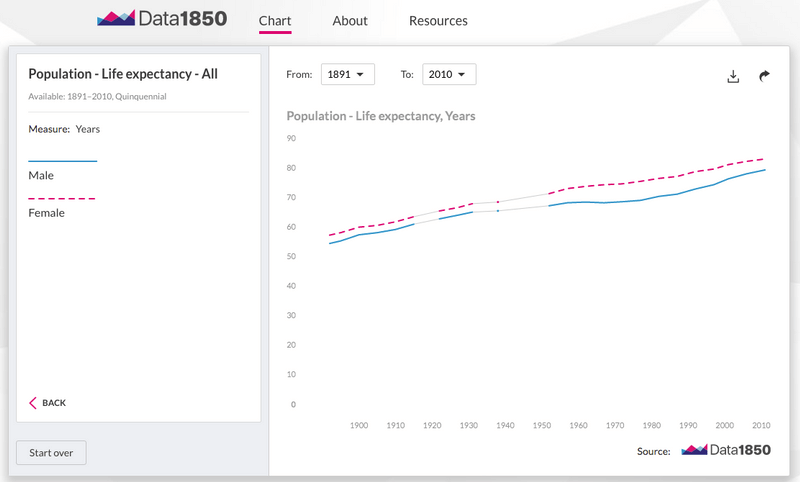 Data1850
Chart About Resources
Population - Life expectancy - All
Available: 1891–2010, Quinquennial
Measure: Years
Male
Female
BACK
Start over
From: 1891 To: 2010
Population - Life expectancy, Years
90
80
70
60
50
40
30
20
10
0
1900 1910 1920 1930 1940 1950 1960 1970 1980 1990 2000 2010
Source: Data1850